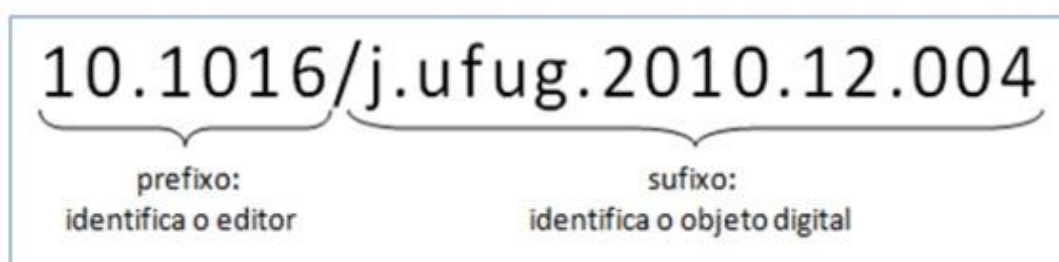 10.1016/j.ufug.2010.12.004
prefixo:
identifica o editor
sufixo:
identifica o objeto digital